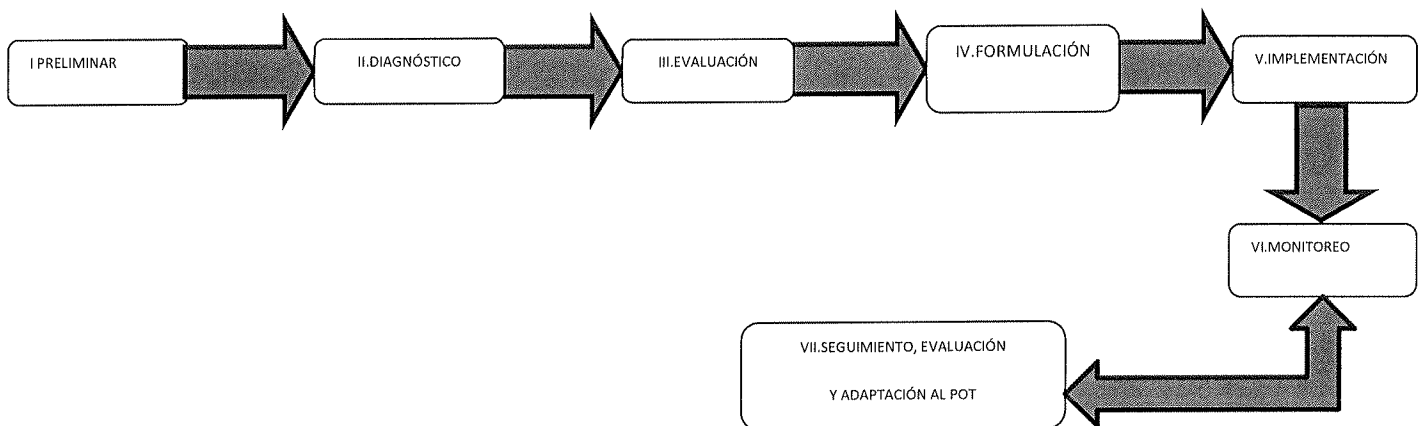 I PRELIMINAR
II.DIAGNÓSTICO
III.EVALUACIÓN
IV.FORMULACIÓN
V.IMPLEMENTACIÓN
VI.MONITOREO
VII.SEGUIMIENTO, EVALUACIÓN
Y ADAPTACIÓN AL POT